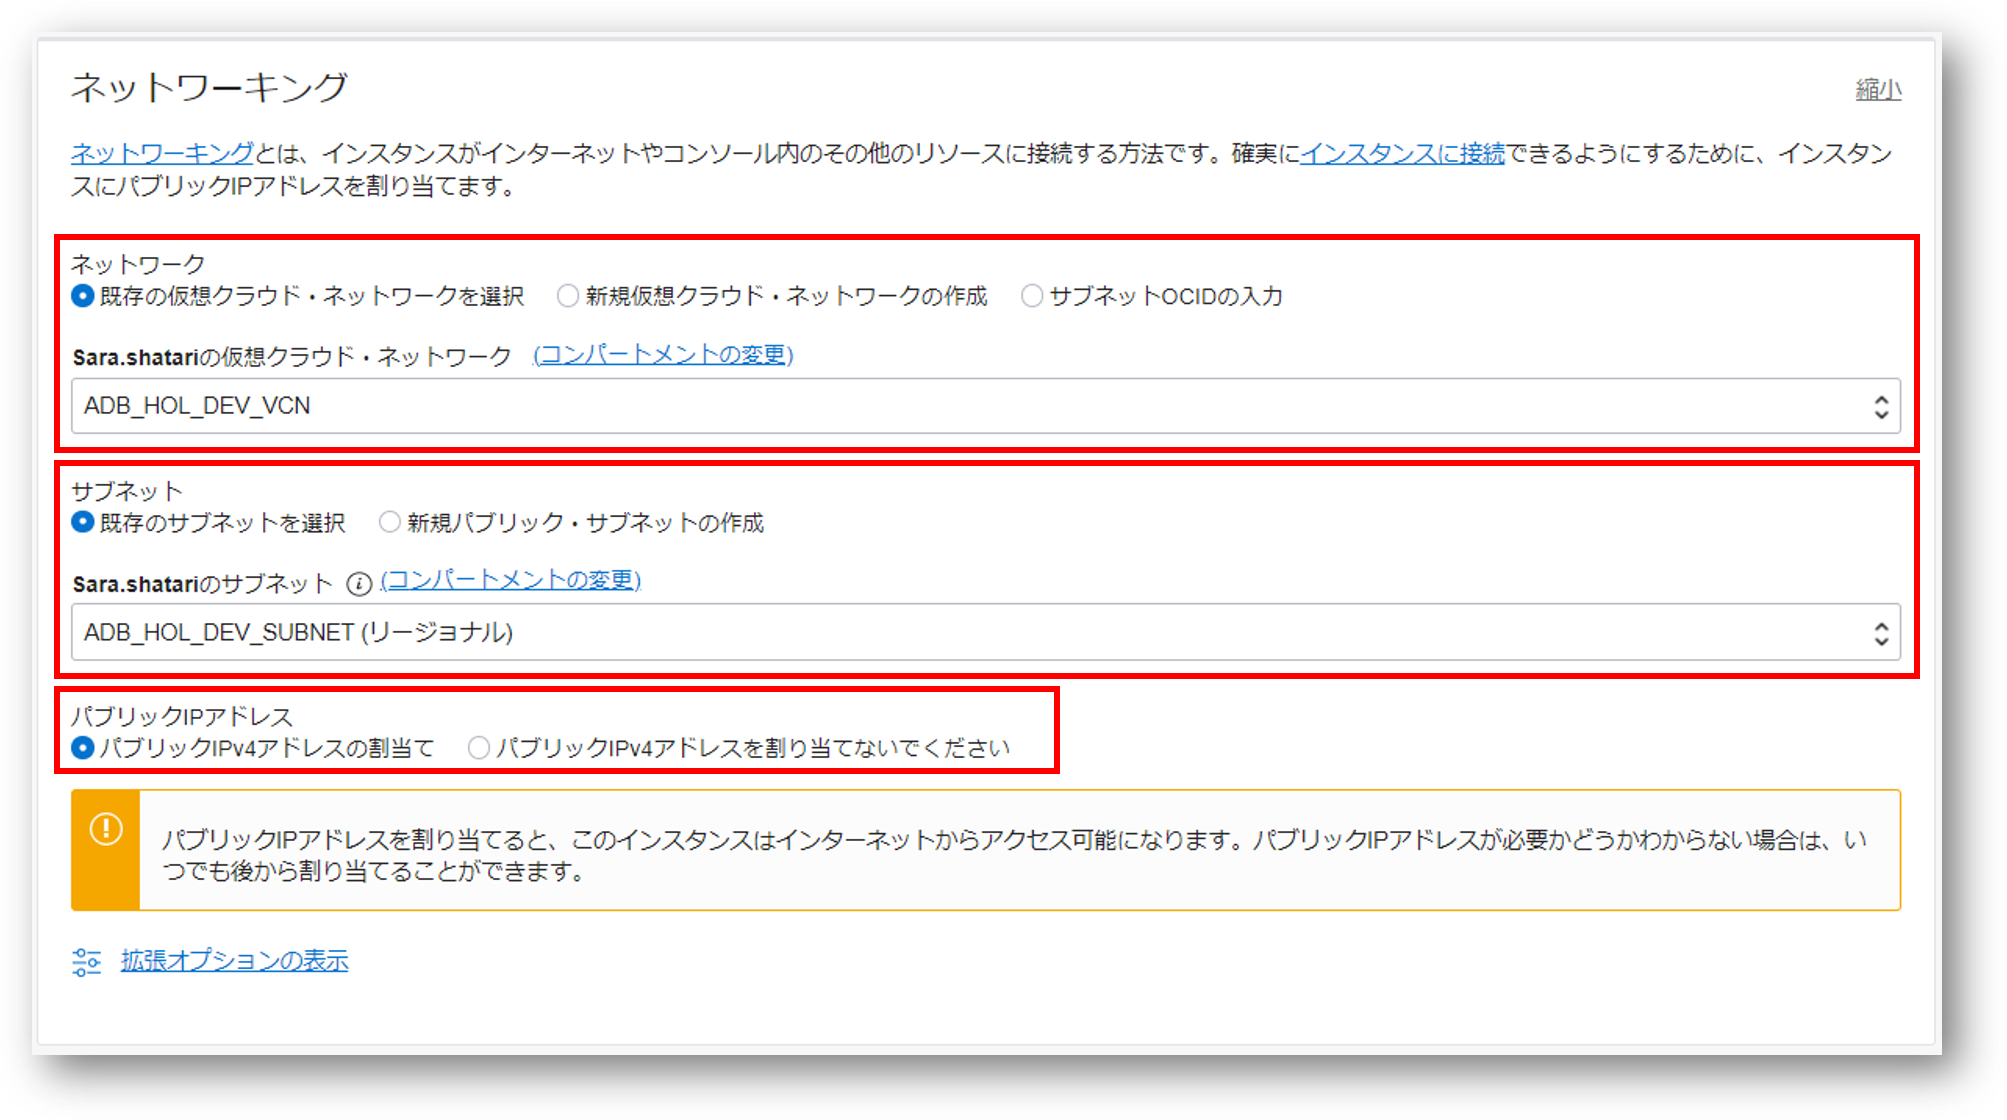 ネットワーキング
縮小
ネットワーキングとは、インスタンスがインターネットやコンソール内のその他のリソースに接続する方法です。確実にインスタンスに接続できるようにするために、インスタン
スにパブリックIPアドレスを割り当てます。
ネットワーク
既存の仮想クラウド・ネットワークを選択 新規仮想クラウド・ネットワークの作成 サブネットOCIDの入力
Sara.shatariの仮想クラウド・ネットワーク (コンパートメントの変更)
ADB_HOL_DEV_VCN
サブネット
既存のサブネットを選択 新規パブリック・サブネットの作成
Sara.shatariのサブネット (コンパートメントの変更)
ADB_HOL_DEV_SUBNET (リージョナル)
パブリックIPアドレス
パブリックIPv4アドレスの割当て パブリックIPv4アドレスを割り当てないでください
パブリックIPアドレスを割り当てると、このインスタンスはインターネットからアクセス可能になります。パブリックIPアドレスが必要かどうかわからない場合は、い
つでも後から割り当てることができます。
拡張オプションの表示